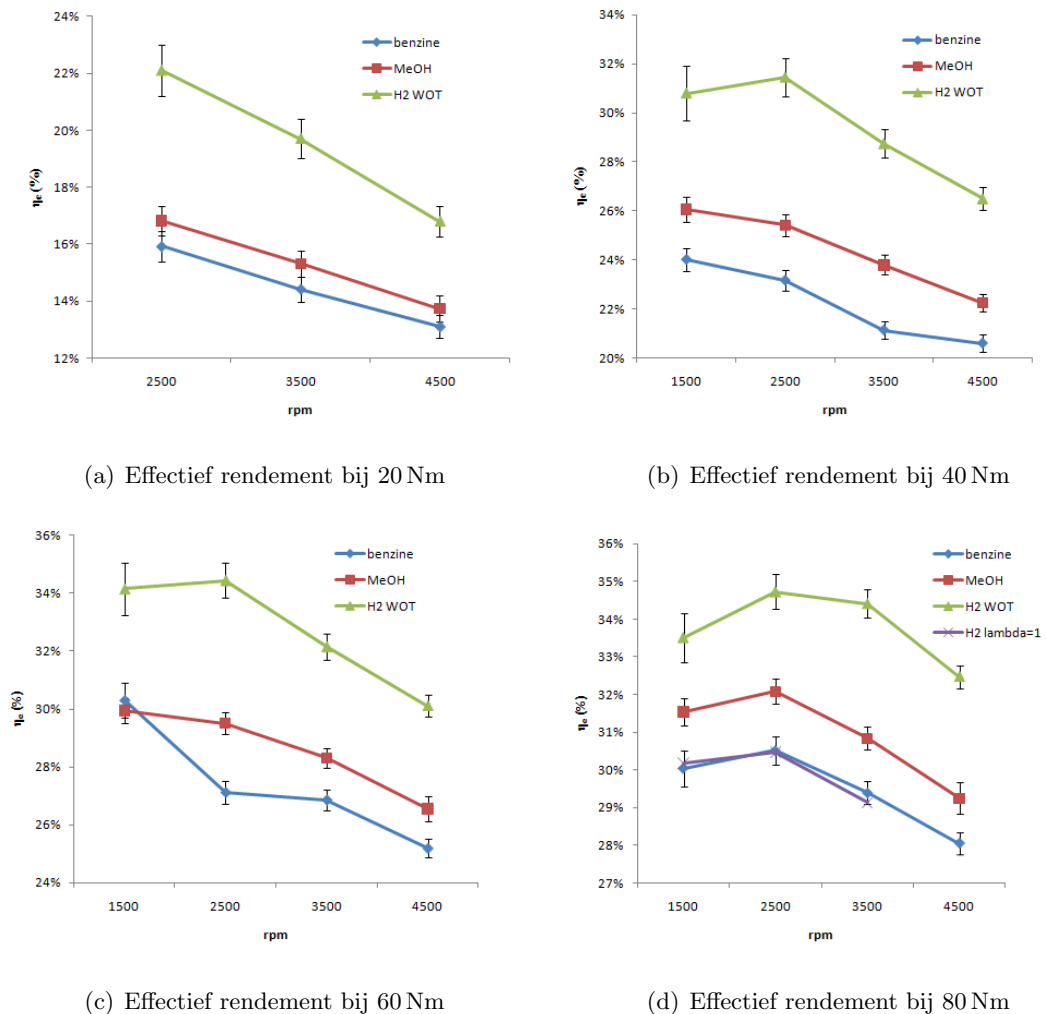 24%
22%
20%
18%
16%
14%
12%
ηe (%)
2500 3500 4500
rpm
benzine
MeOH
H2 WOT
(a) Effectief rendement bij 20 Nm
34%
32%
30%
28%
26%
24%
22%
20%
ηe (%)
1500 2500 3500 4500
rpm
benzine
MeOH
H2 WOT
(b) Effectief rendement bij 40 Nm
36%
34%
32%
30%
28%
26%
24%
ηe (%)
1500 2500 3500 4500
rpm
benzine
MeOH
H2 WOT
(c) Effectief rendement bij 60 Nm
36%
35%
34%
33%
32%
31%
30%
29%
28%
27%
ηe (%)
1500 2500 3500 4500
rpm
benzine
MeOH
H2 WOT
H2 lambda=1
(d) Effectief rendement bij 80 Nm